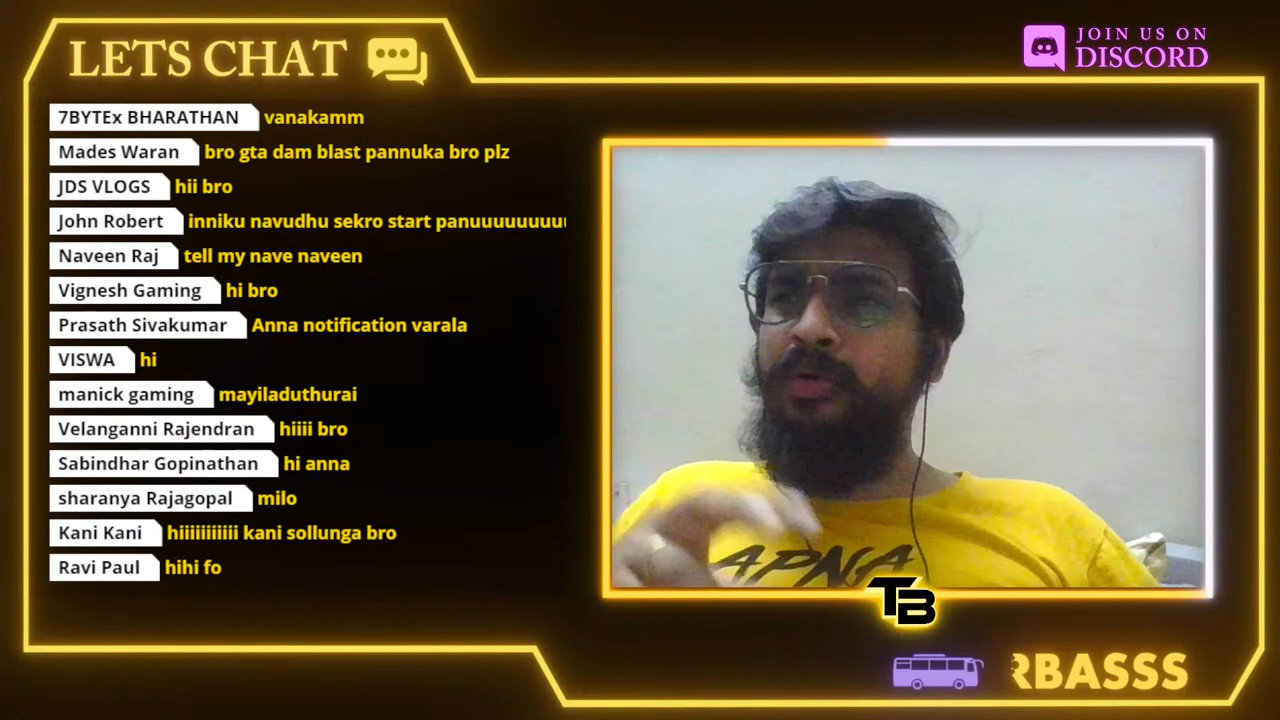 LETS CHAT
JOIN US ON
DISCORD
7BYTEx BHARATHAN vanakamm
Mades Waran bro gta dam blast pannuka bro plz
JDS VLOGS hii bro
John Robert inniku navudhu sekro start panuuuuuuuuu
Naveen Raj tell my nave naveen
Vignesh Gaming hi bro
Prasath Sivakumar Anna notification varala
VISWA hi
manick gaming mayiladuthurai
Velanganni Rajendran hiiii bro
Sabindhar Gopinathan hi anna
sharanya Rajagopal milo
Kani Kani hiiiiiiiiiii kani sollunga bro
Ravi Paul hihi fo
APNA
TB
RBASSS